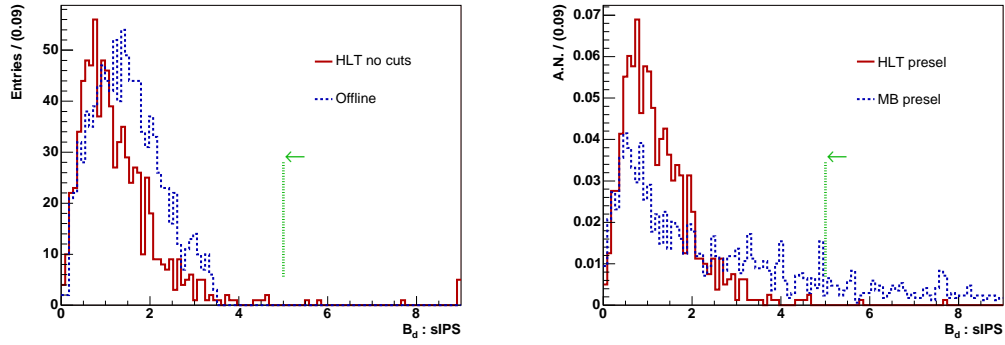 Entries / (0.09)
50
40
30
20
10
0
0 2 4 6 8
B_d : sIPS
HLT no cuts
Offline
A.N. / (0.09)
0.07
0.06
0.05
0.04
0.03
0.02
0.01
0
0 2 4 6 8
B_d : sIPS
HLT presel
MB presel